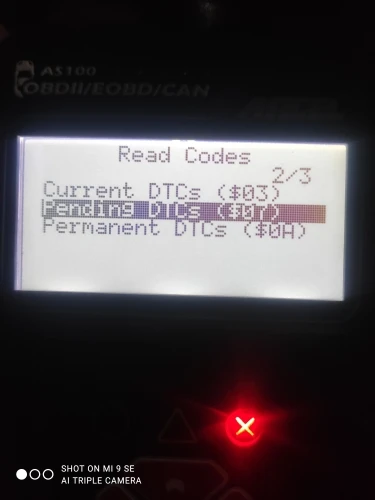 AS100
OBDII/EOBD/CAN
Read Codes
2/3
Current DTCs ($03)
Pending DTCs ($07)
Permanent DTCs ($0A)
SHOT ON MI 9 SE
AI TRIPLE CAMERA